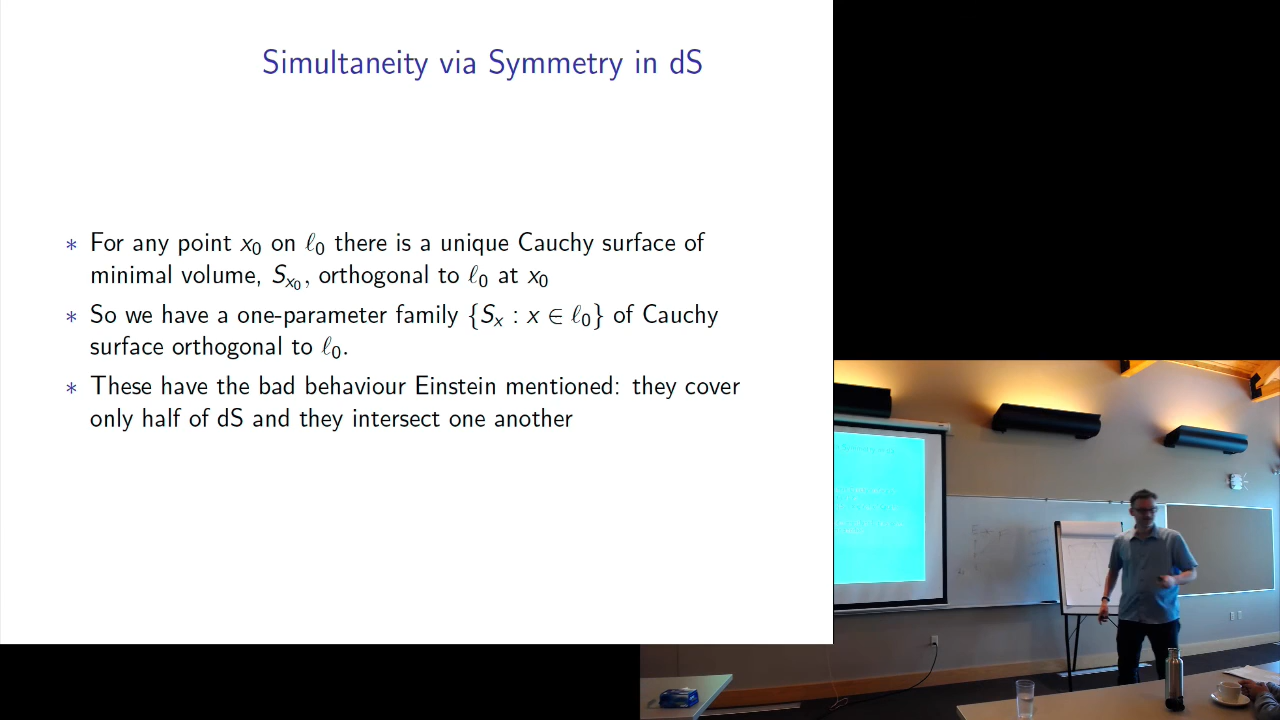 Simultaneity via Symmetry in dS
* For any point x₀ on ℓ₀ there is a unique Cauchy surface of
minimal volume, Sₓ₀, orthogonal to ℓ₀ at x₀
* So we have a one-parameter family {Sₓ : x ∈ ℓ₀} of Cauchy
surface orthogonal to ℓ₀.
* These have the bad behaviour Einstein mentioned: they cover
only half of dS and they intersect one another